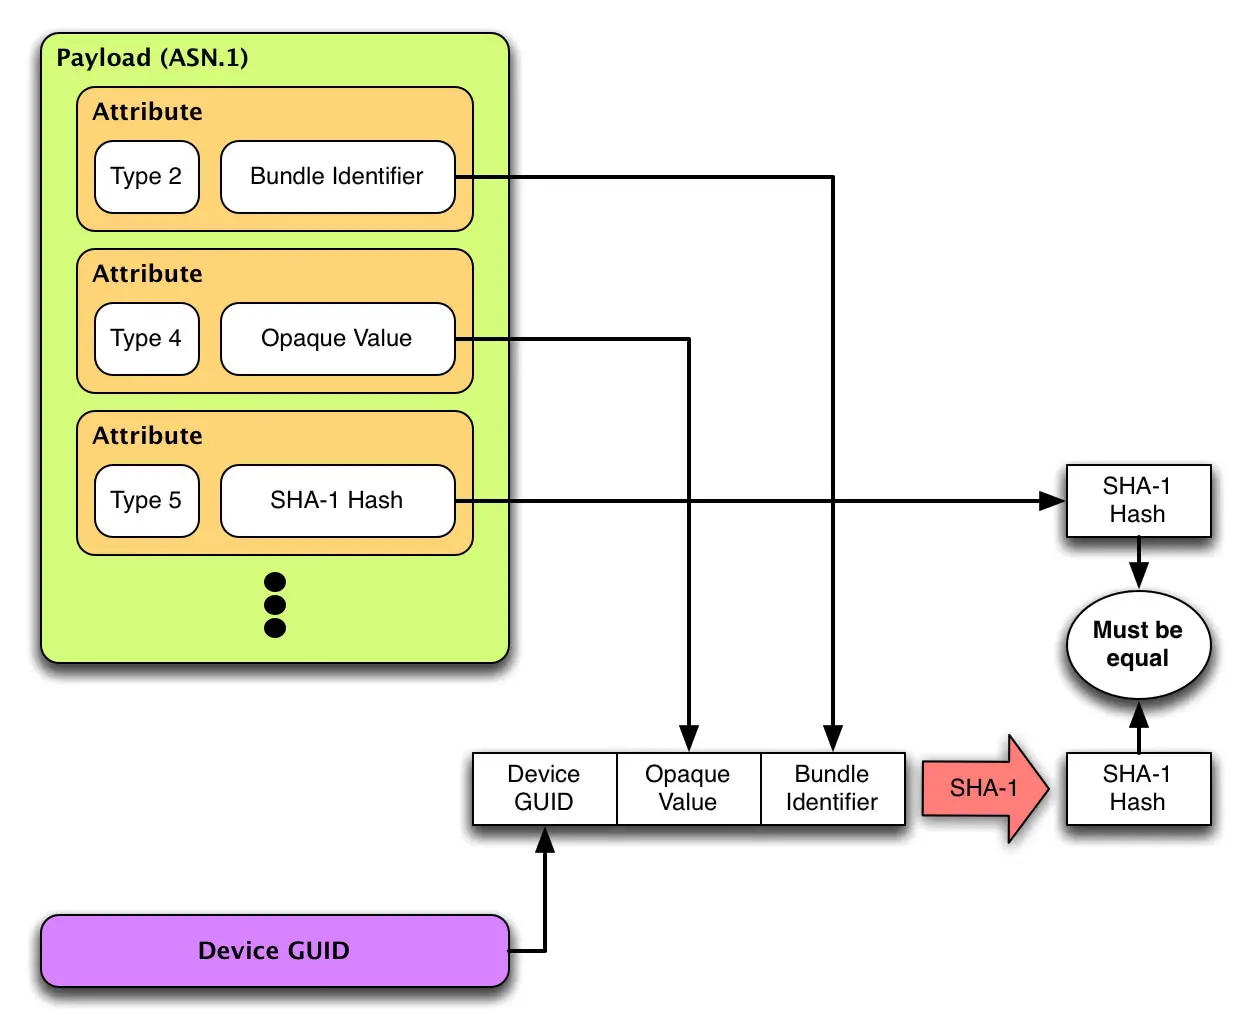 Payload (ASN.1)
Attribute
Type 2
Bundle Identifier
Attribute
Type 4
Opaque Value
Attribute
Type 5
SHA-1 Hash
SHA-1
Hash
Must be
equal
Device
GUID
Opaque
Value
Bundle
Identifier
SHA-1
SHA-1
Hash
Device GUID